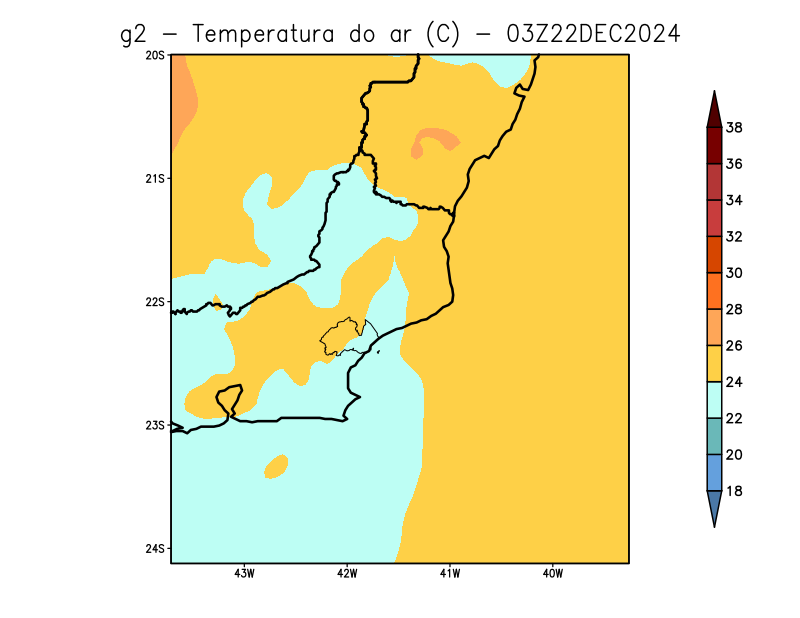 g2 – Temperatura do ar (C) – 03Z22DEC2024
20S
21S
22S
23S
24S
43W
42W
41W
40W
38
36
34
32
30
28
26
24
22
20
18